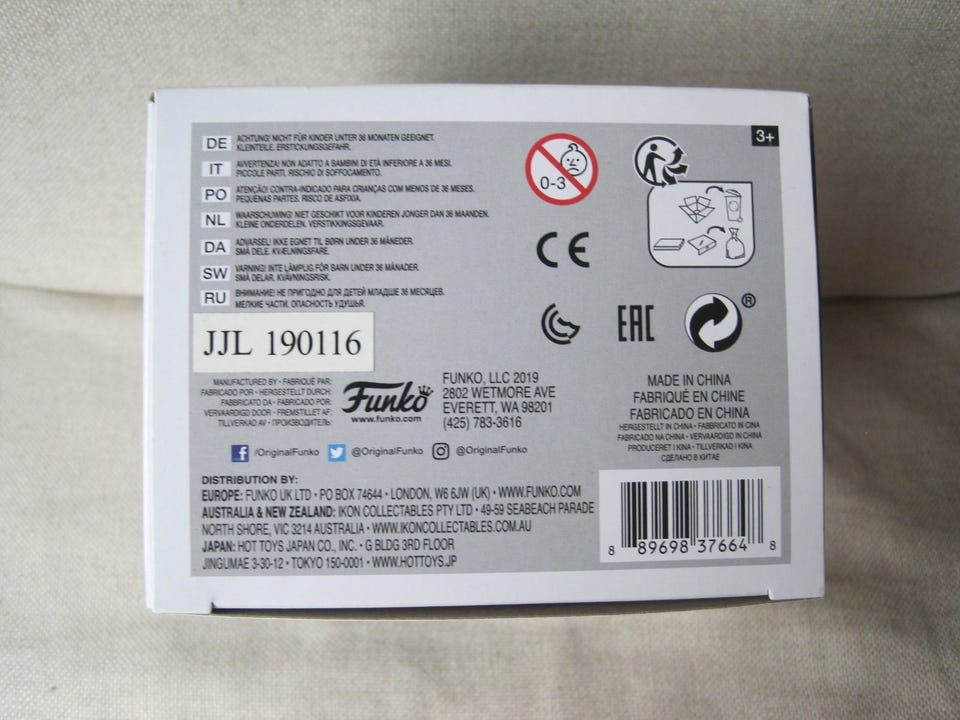 DE ACHTUNG! NICHT FÜR KINDER UNTER 36 MONATEN GEEIGNET.
KLEINTEILE. ERSTICKUNGSGEFAHR.
IT AVVERTENZA! NON ADATTO A BAMBINI DI ETÀ INFERIORE A 36 MESI.
PICCOLE PARTI. RISCHIO DI SOFFOCAMENTO.
PO ATENÇÃO! CONTRA-INDICADO PARA CRIANÇAS COM MENOS DE 36 MESES.
PEQUENAS PARTES. RISCO DE ASFIXIA.
NL WAARSCHUWING! NIET GESCHIKT VOOR KINDEREN JONGER DAN 36 MAANDEN.
KLEINE ONDERDELEN. VERSTIKKINGSGEVAAR.
DA ADVARSEL! IKKE EGNET TIL BØRN UNDER 36 MÅNEDER.
SMÅ DELE. KVÆLNINGSFARE.
SW VARNING! INTE LÄMPLIG FÖR BARN UNDER 36 MÅNADER.
SMÅ DELAR. KVÄVNINGSRISK.
RU ВНИМАНИЕ! НЕ ПРИГОДНО ДЛЯ ДЕТЕЙ МЛАДШЕ 36 МЕСЯЦЕВ.
МЕЛКИЕ ЧАСТИ. ОПАСНОСТЬ УДУШЬЯ.
0-3
3+
CE
EAC
®
JJL 190116
MANUFACTURED BY • FABRIQUÉ PAR:
FABRICADO POR • HERGESTELLT DURCH:
FABBRICATO DA • FABRICADO POR:
VERVAARDIGD DOOR • FREMSTILLET AF:
TILLVERKAD AV • ПРОИЗВОДИТЕЛЬ:
Funko
www.funko.com
FUNKO, LLC 2019
2802 WETMORE AVE
EVERETT, WA 98201
(425) 783-3616
MADE IN CHINA
FABRIQUÉ EN CHINE
FABRICADO EN CHINA
HERGESTELLT IN CHINA • FABBRICATO IN CINA
FABRICADO NA CHINA • VERVAARDIGD IN CHINA
PRODUCERET I KINA • TILLVERKAD I KINA
СДЕЛАНО В КИТАЕ
/OriginalFunko @OriginalFunko @OriginalFunko
DISTRIBUTION BY:
EUROPE: FUNKO UK LTD • PO BOX 74644 • LONDON, W6 6JW (UK) • WWW.FUNKO.COM
AUSTRALIA & NEW ZEALAND: IKON COLLECTABLES PTY LTD • 49-59 SEABEACH PARADE
NORTH SHORE, VIC 3214 AUSTRALIA • WWW.IKONCOLLECTABLES.COM.AU
JAPAN: HOT TOYS JAPAN CO., INC. • G BLDG 3RD FLOOR
JINGUMAE 3-30-12 • TOKYO 150-0001 • WWW.HOTTOYS.JP
8 89698 37664 8